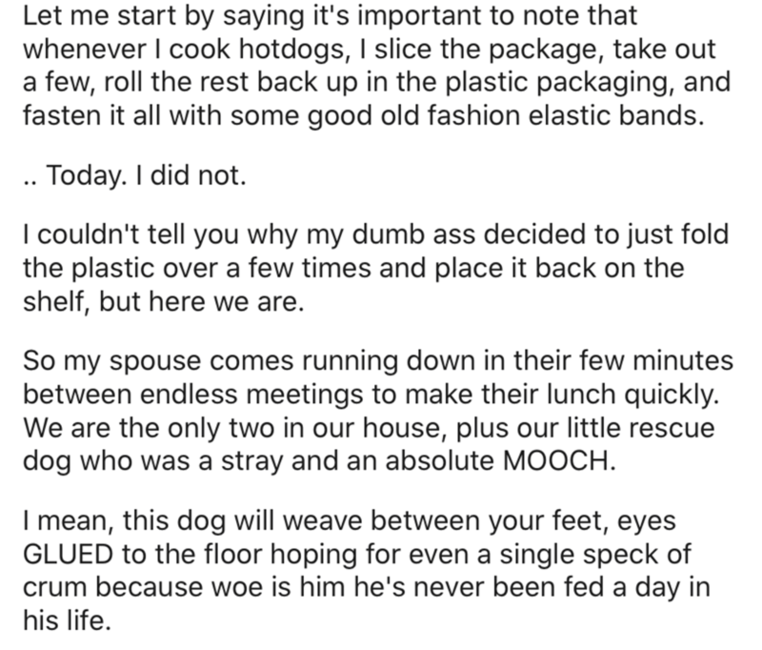 Let me start by saying it's important to note that
whenever I cook hotdogs, I slice the package, take out
a few, roll the rest back up in the plastic packaging, and
fasten it all with some good old fashion elastic bands.
.. Today. I did not.
I couldn't tell you why my dumb ass decided to just fold
the plastic over a few times and place it back on the
shelf, but here we are.
So my spouse comes running down in their few minutes
between endless meetings to make their lunch quickly.
We are the only two in our house, plus our little rescue
dog who was a stray and an absolute MOOCH.
I mean, this dog will weave between your feet, eyes
GLUED to the floor hoping for even a single speck of
crum because woe is him he's never been fed a day in
his life.